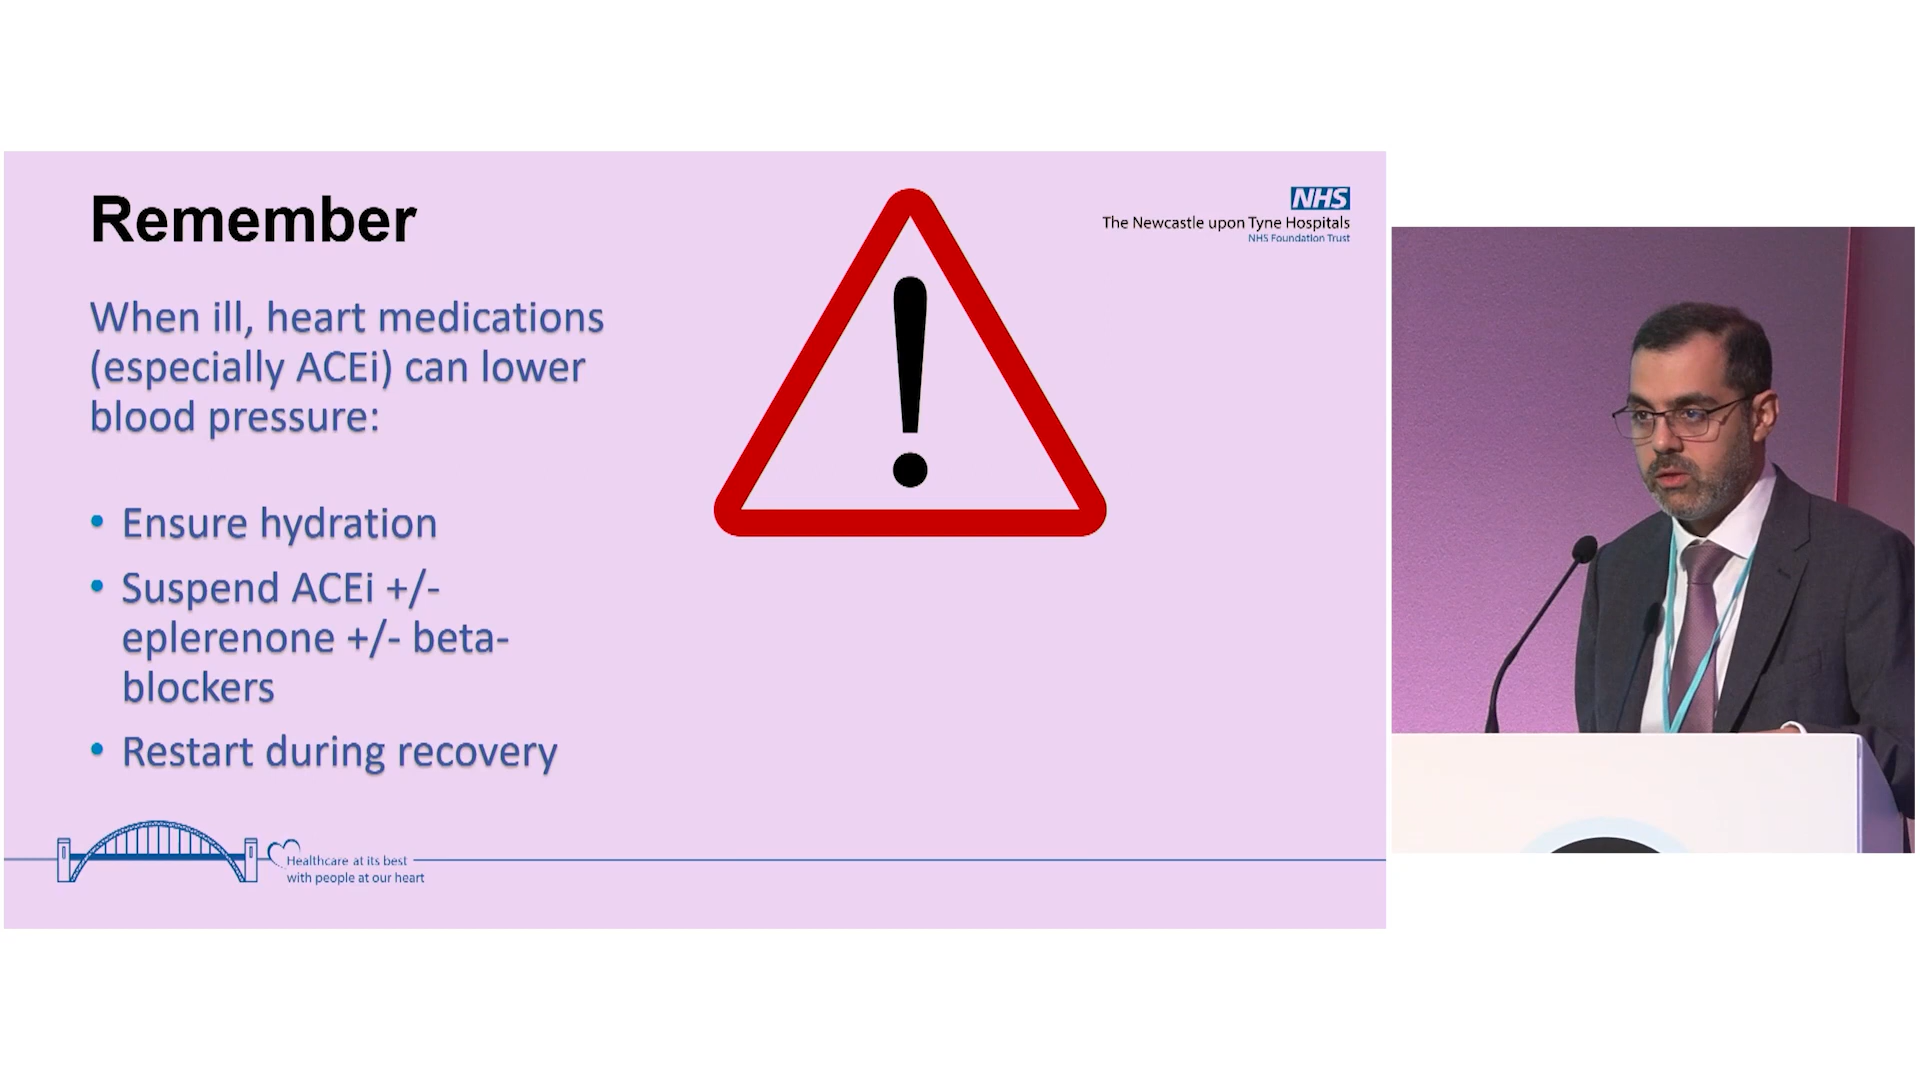 Remember
NHS
The Newcastle upon Tyne Hospitals
NHS Foundation Trust
When ill, heart medications
(especially ACEi) can lower
blood pressure:
• Ensure hydration
• Suspend ACEi +/-
eplerenone +/- beta-
blockers
• Restart during recovery
Healthcare at its best
with people at our heart